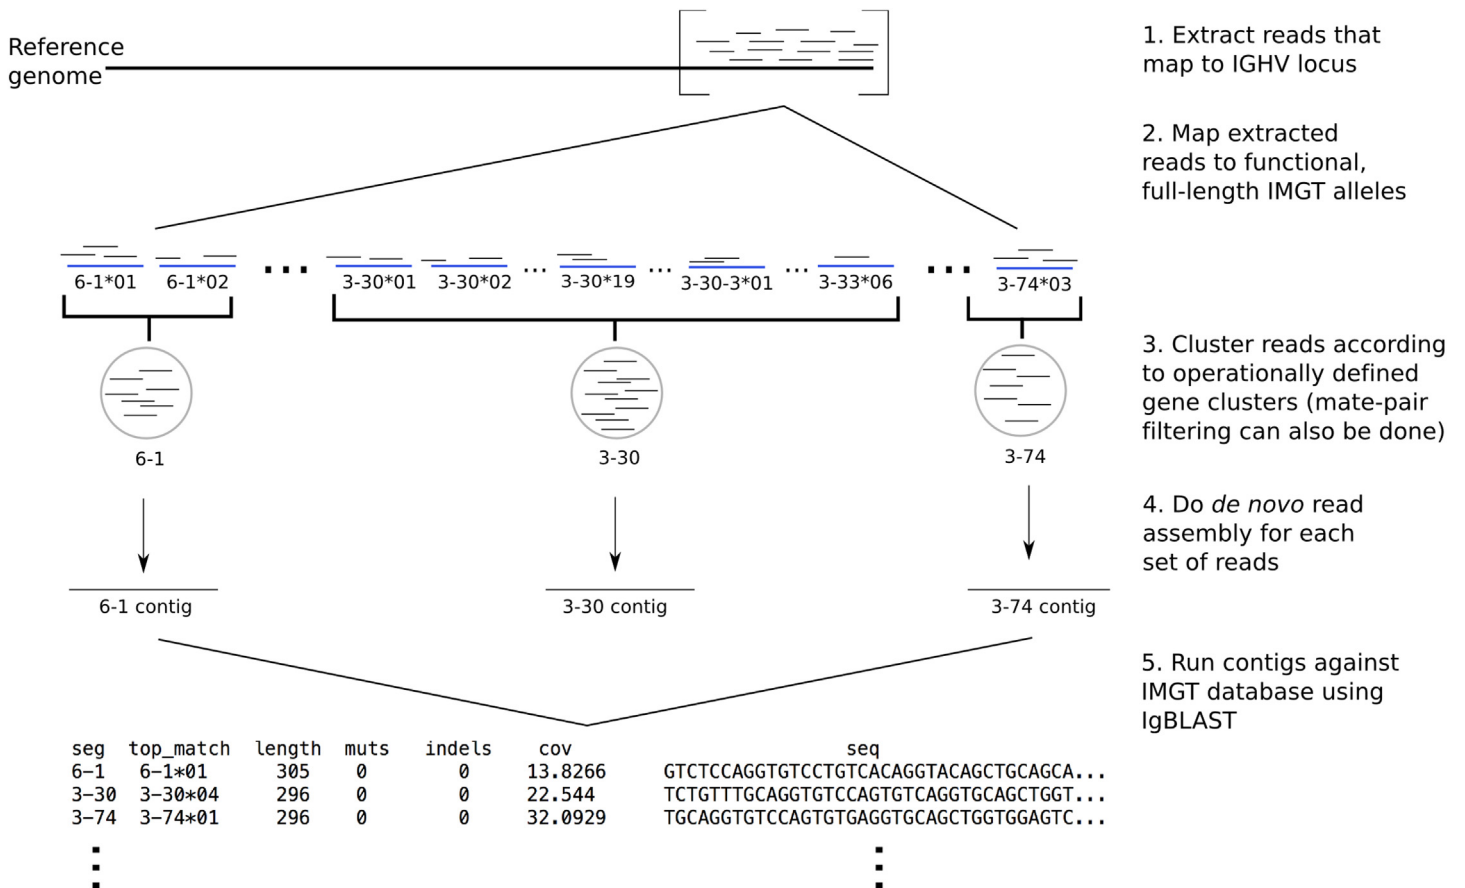 Reference
genome
1. Extract reads that
map to IGHV locus
2. Map extracted
reads to functional,
full-length IMGT alleles
6-1*01 6-1*02 ... 3-30*01 3-30*02 ... 3-30*19 ... 3-30-3*01 ... 3-33*06 ... 3-74*03
3. Cluster reads according
to operationally defined
gene clusters (mate-pair
filtering can also be done)
6-1 3-30 3-74
4. Do de novo read
assembly for each
set of reads
6-1 contig 3-30 contig 3-74 contig
5. Run contigs against
IMGT database using
IgBLAST
seg top_match length muts indels cov seq
6-1 6-1*01 305 0 0 13.8266 GTCTCCAGGTGTCCTGTCACAGGTACAGCTGCAGCA...
3-30 3-30*04 296 0 0 22.544 TCTGTTTGCAGGTGTCCAGTGTCAGGTGCAGCTGGT...
3-74 3-74*01 296 0 0 32.0929 TGCAGGTGTCCAGTGTGAGGTGCAGCTGGTGGAGTC...